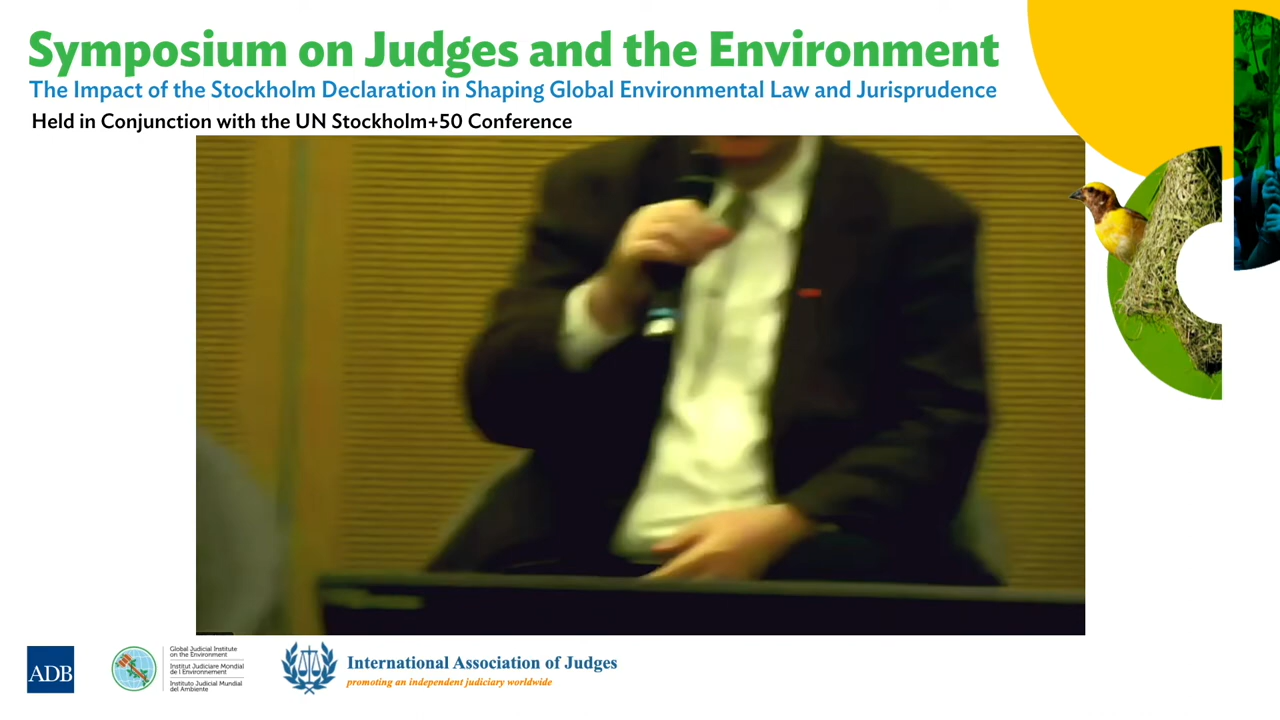 Symposium on Judges and the Environment
The Impact of the Stockholm Declaration in Shaping Global Environmental Law and Jurisprudence
Held in Conjunction with the UN Stockholm+50 Conference
ADB
Global Judicial Institute
on the Environment
Institut Judiciaire Mondial
de l Environnement
Instituto Judicial Mundial
del Ambiente
International Association of Judges
promoting an independent judiciary worldwide